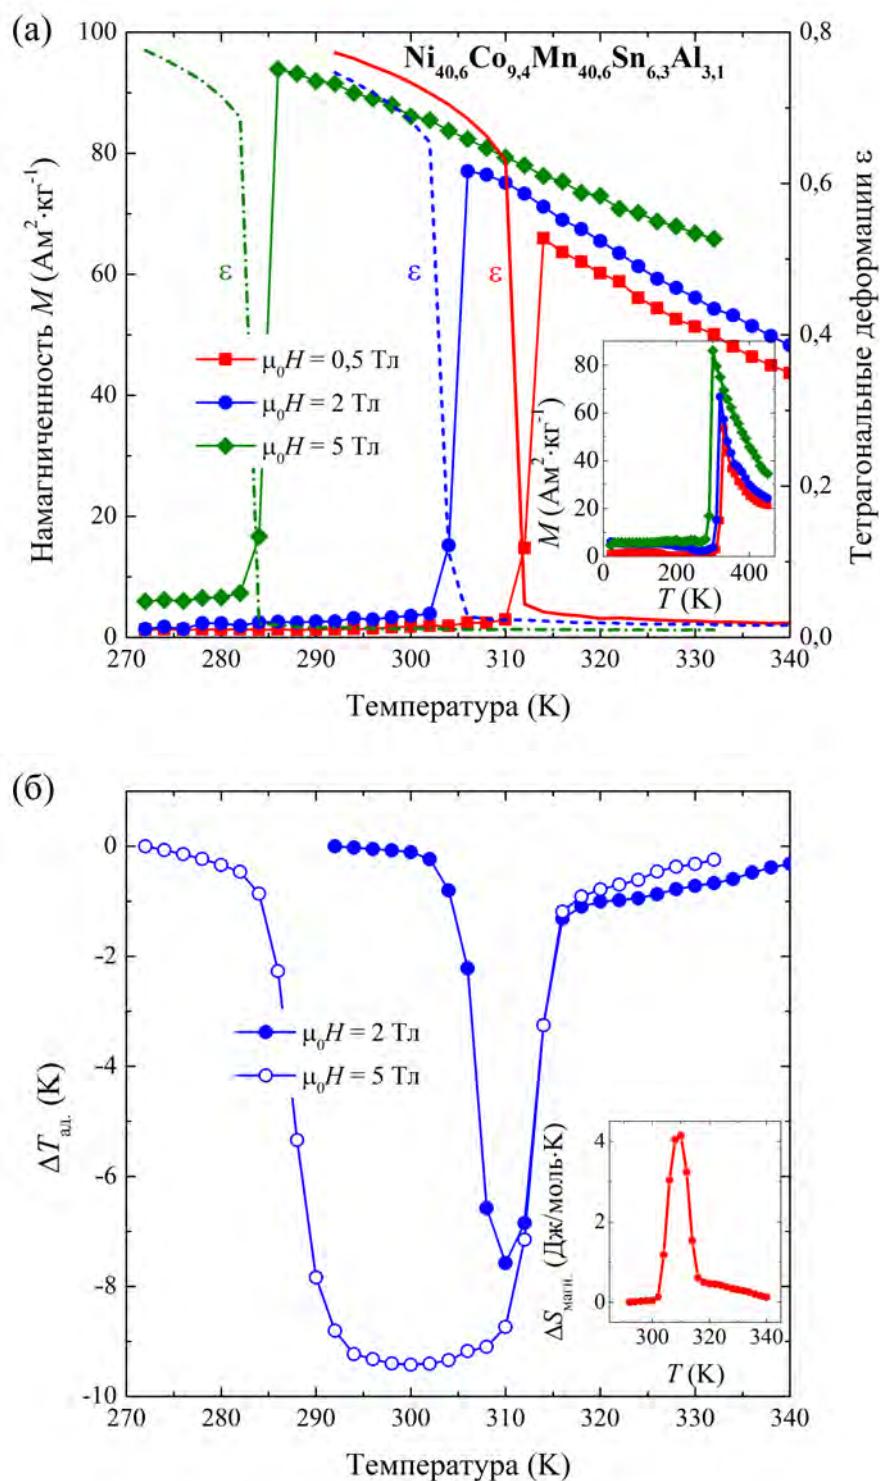 (а)
Ni40,6Co9,4Mn40,6Sn6,3Al3,1
Намагниченность M (Ам²·кг⁻¹)
100
80
60
40
20
0
ε
ε
ε
μ₀H = 0,5 Тл
μ₀H = 2 Тл
μ₀H = 5 Тл
M (Ам²·кг⁻¹)
80
60
40
20
0
0 200 400
T (K)
0,8
0,6
0,4
0,2
0,0
Тетрагональные деформации ε
270 280 290 300 310 320 330 340
Температура (K)
(б)
ΔTад. (K)
0
-2
-4
-6
-8
-10
μ₀H = 2 Тл
μ₀H = 5 Тл
ΔSмагн. (Дж/моль·K)
4
2
0
300 320 340
T (K)
270 280 290 300 310 320 330 340
Температура (K)